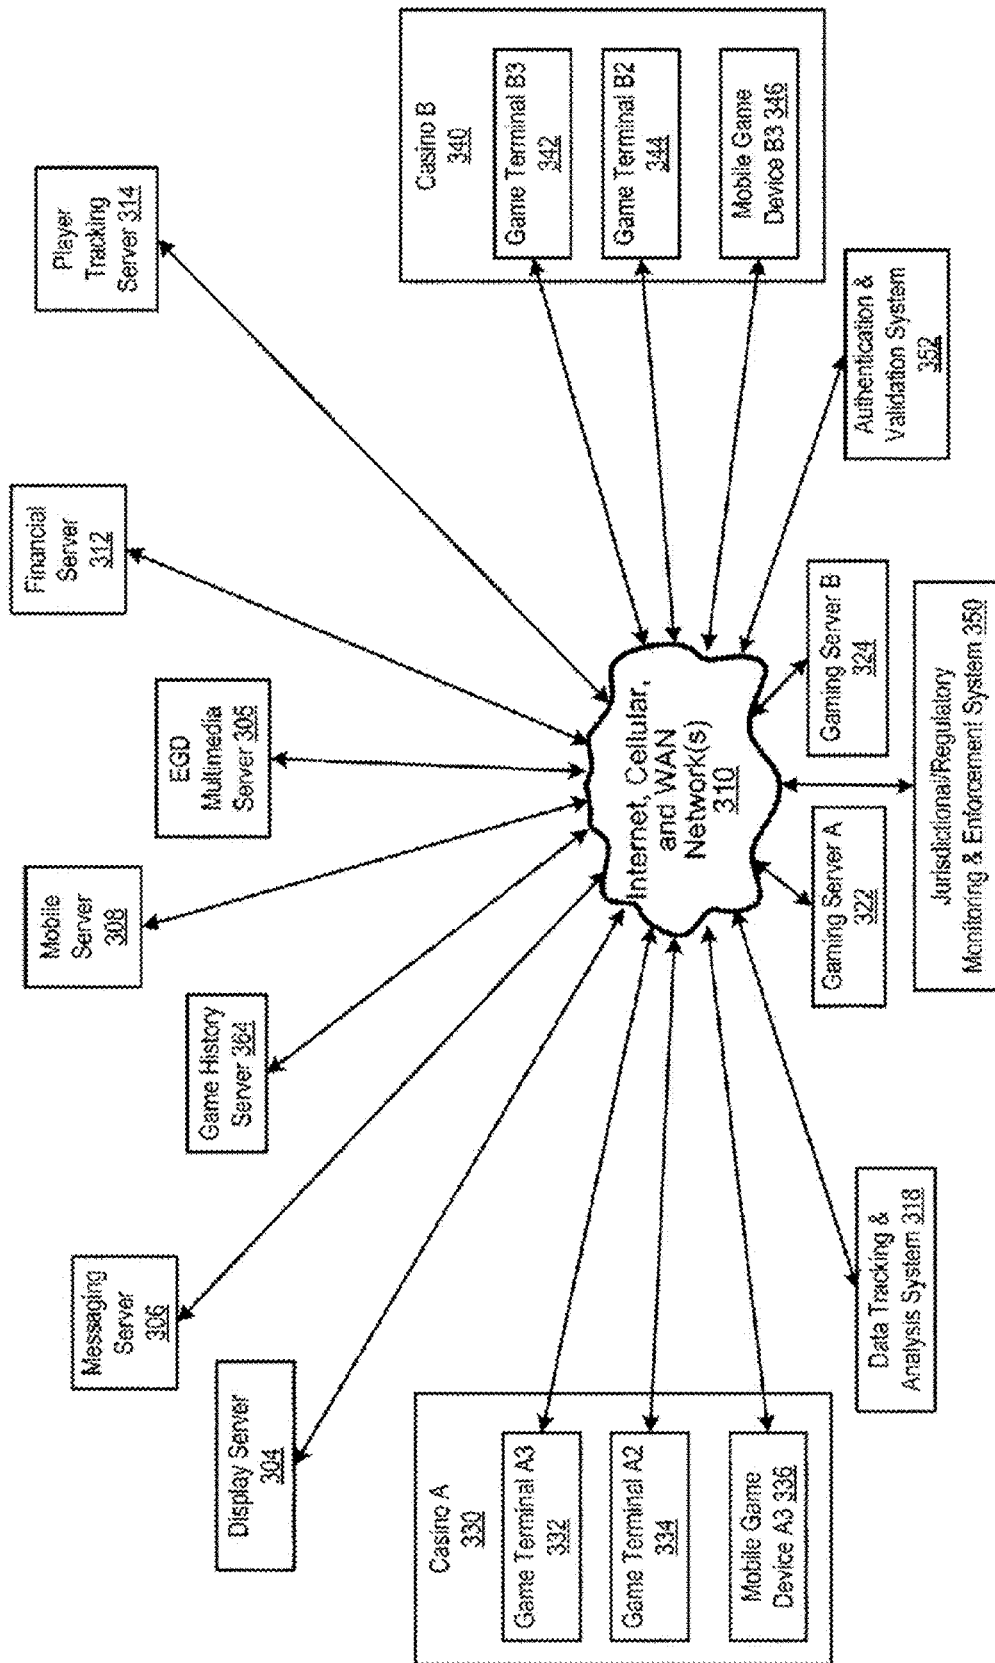 Messaging
Server
306
Display Server
304
Game History
Server 364
Mobile
Server
308
EGD
Multimedia
Server 305
Financial
Server
312
Player
Tracking
Server 314
Internet, Cellular,
and WAN
Network(s)
310
Casino A
330
Game Terminal A3
332
Game Terminal A2
334
Mobile Game
Device A3 336
Casino B
340
Game Terminal B3
342
Game Terminal B2
344
Mobile Game
Device B3 346
Data Tracking &
Analysis System 318
Gaming Server A
322
Gaming Server B
324
Authentication &
Validation System
352
Jurisdictional/Regulatory
Monitoring & Enforcement System 350